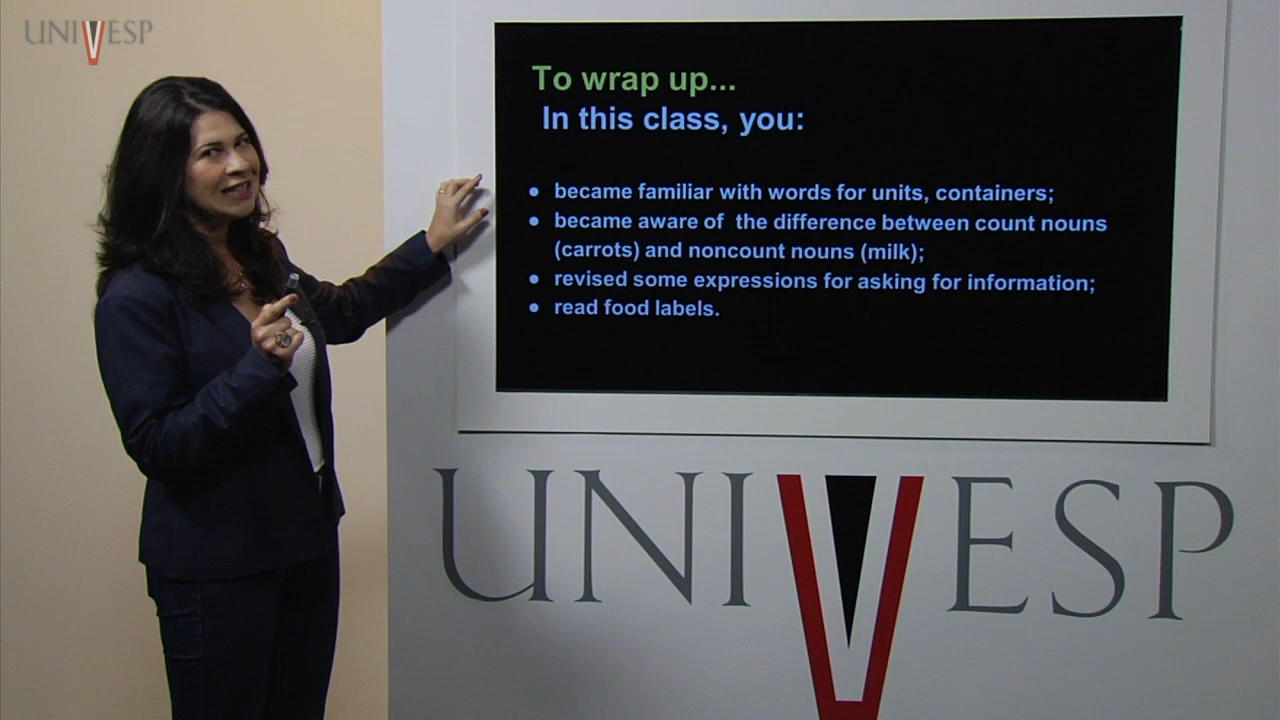 UNIVESP
To wrap up...
In this class, you:
● became familiar with words for units, containers;
● became aware of  the difference between count nouns
(carrots) and noncount nouns (milk);
● revised some expressions for asking for information;
● read food labels.
UNIVESP